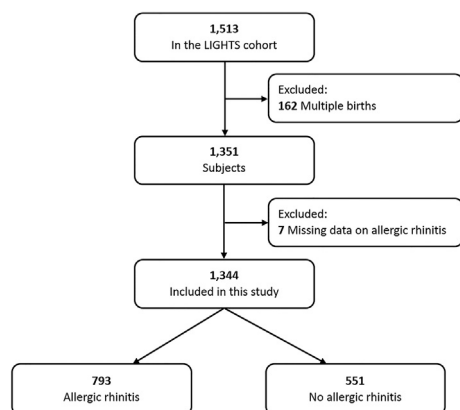 1,513
In the LIGHTS cohort
Excluded:
162 Multiple births
1,351
Subjects
Excluded:
7 Missing data on allergic rhinitis
1,344
Included in this study
793
Allergic rhinitis
551
No allergic rhinitis